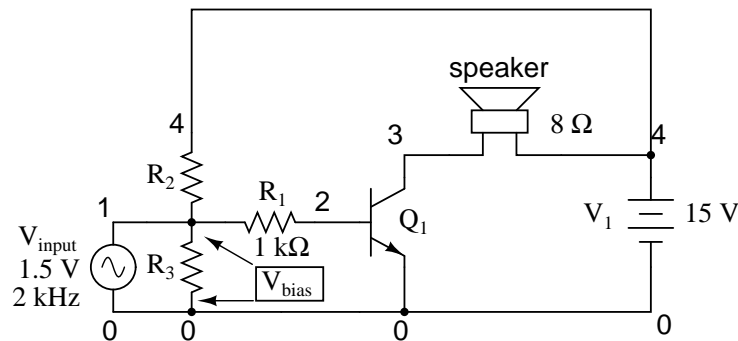 speaker
8 Ω
4
3
4
R2
R1
1
2
Q1
V1
15 V
Vinput
1.5 V
2 kHz
R3
1 kΩ
Vbias
0
0
0
0